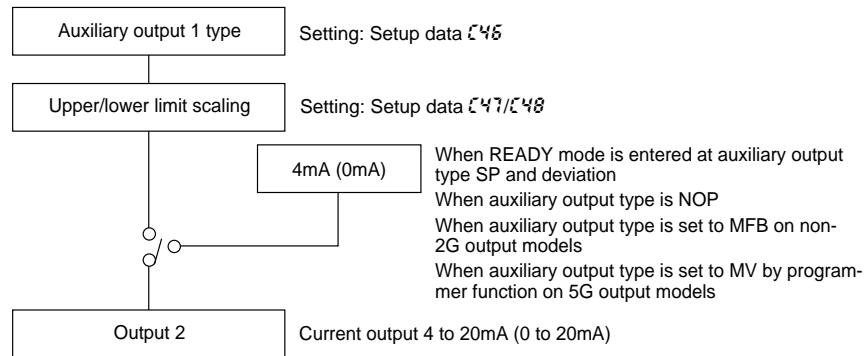 Auxiliary output 1 type
Setting: Setup data C46
Upper/lower limit scaling
Setting: Setup data C47/C48
4mA (0mA)
When READY mode is entered at auxiliary output
type SP and deviation
When auxiliary output type is NOP
When auxiliary output type is set to MFB on non-
2G output models
When auxiliary output type is set to MV by program-
mer function on 5G output models
Output 2
Current output 4 to 20mA (0 to 20mA)